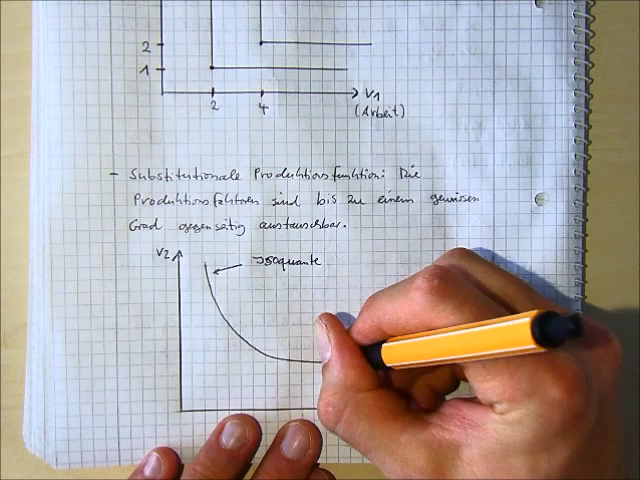 2
1
2 4 V1
(Arbeit)
- Substitutionale Produktionsfunktion: Die
Produktionsfaktoren sind bis zu einem gewissen
Grad gegenseitig austauschbar.
V2 Isoquante